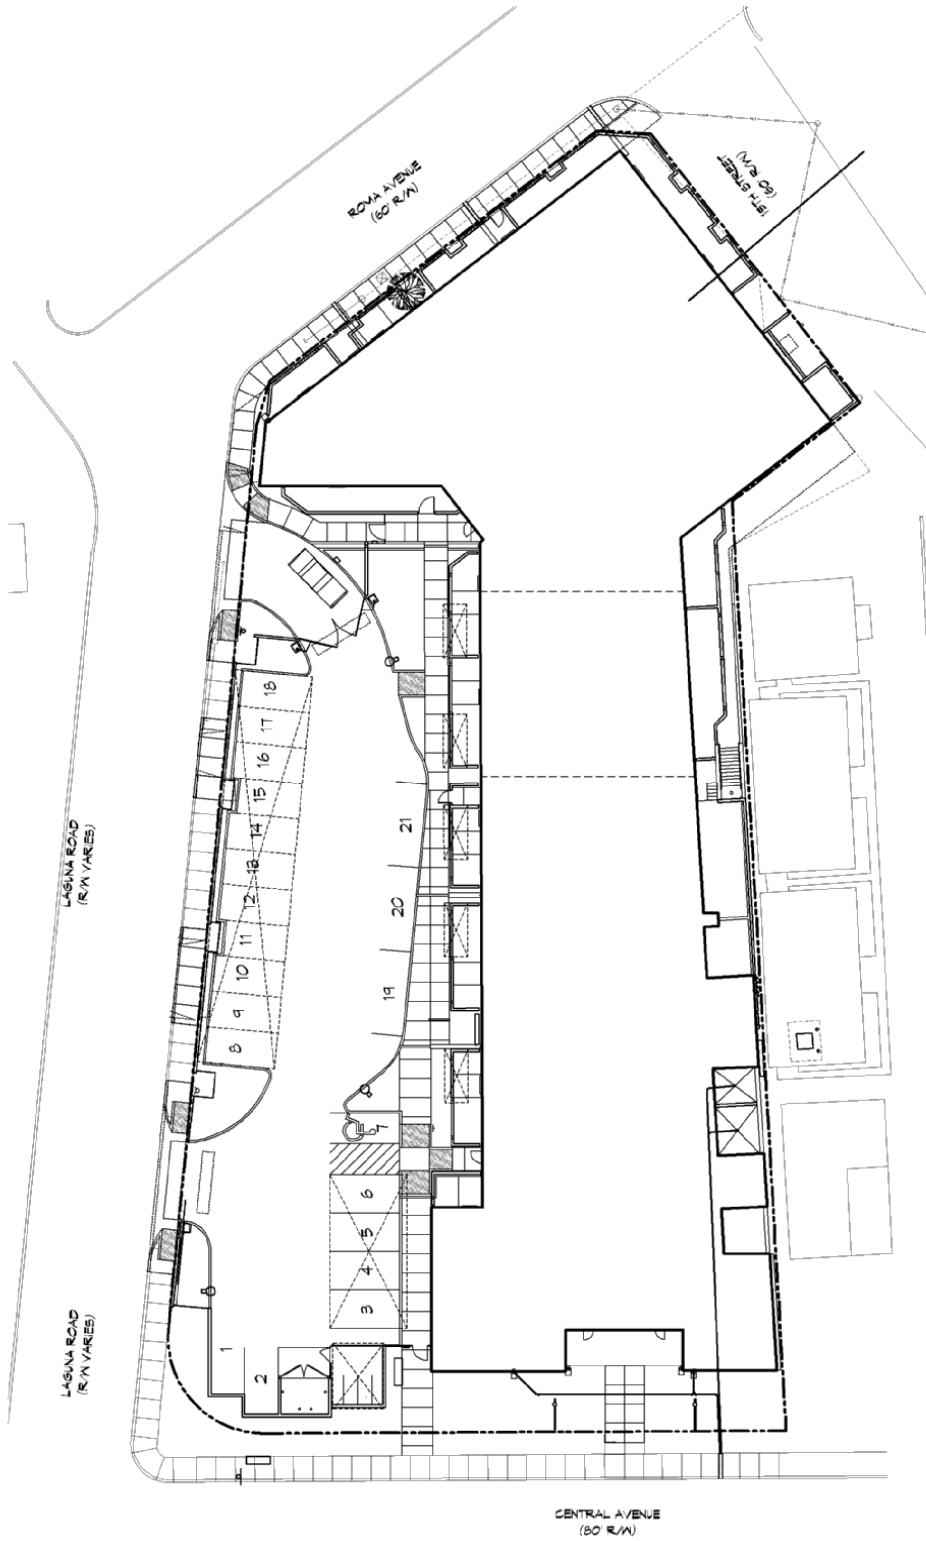 ROMA AVENUE
(60' R/W)
19TH STREET
(60' R/W)
18
17
16
15
14
13
12
11
10
9
8
21
20
19
7
6
5
4
3
1
2
LAGUNA ROAD
(R/W VARIES)
LAGUNA ROAD
(R/W VARIES)
CENTRAL AVENUE
(80' R/W)